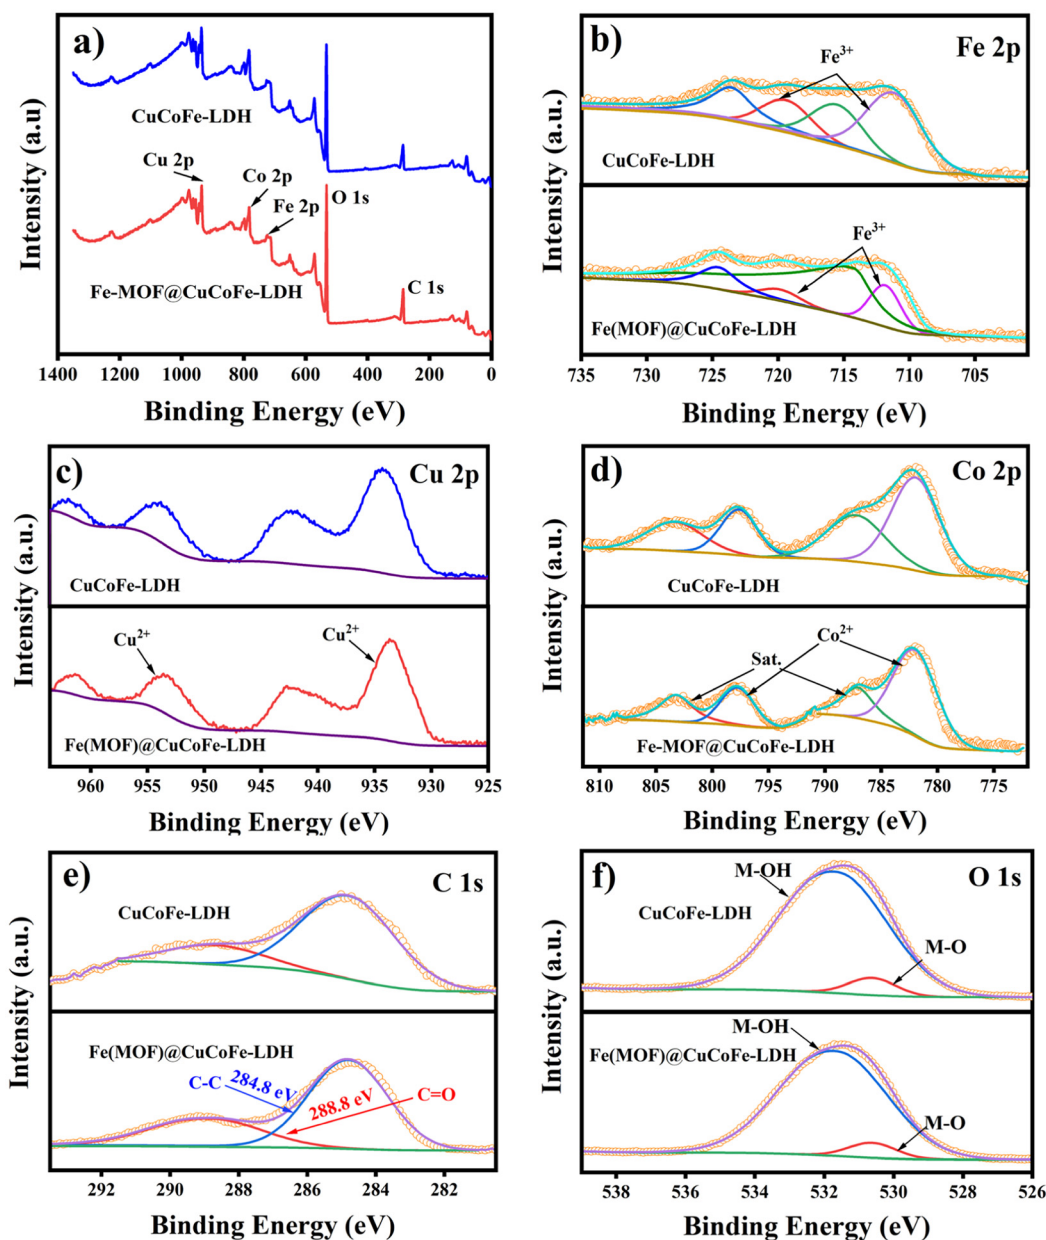 a)
CuCoFe-LDH
Cu 2p
Co 2p
Fe 2p
O 1s
Fe-MOF@CuCoFe-LDH
C 1s
Intensity (a.u)
1400 1200 1000 800 600 400 200 0
Binding Energy (eV)
b)
Fe 2p
Fe3+
CuCoFe-LDH
Fe3+
Fe(MOF)@CuCoFe-LDH
Intensity (a.u.)
735 730 725 720 715 710 705
Binding Energy (eV)
c)
Cu 2p
CuCoFe-LDH
Cu2+
Cu2+
Fe(MOF)@CuCoFe-LDH
Intensity (a.u.)
960 955 950 945 940 935 930 925
Binding Energy (eV)
d)
Co 2p
CuCoFe-LDH
Co2+
Sat.
Fe-MOF@CuCoFe-LDH
Intensity (a.u.)
810 805 800 795 790 785 780 775
Binding Energy (eV)
e)
C 1s
CuCoFe-LDH
Fe(MOF)@CuCoFe-LDH
C-C
284.8 eV
288.8 eV
C=O
Intensity (a.u.)
292 290 288 286 284 282
Binding Energy (eV)
f)
O 1s
M-OH
CuCoFe-LDH
M-O
M-OH
Fe(MOF)@CuCoFe-LDH
M-O
Intensity (a.u.)
538 536 534 532 530 528 526
Binding Energy (eV)